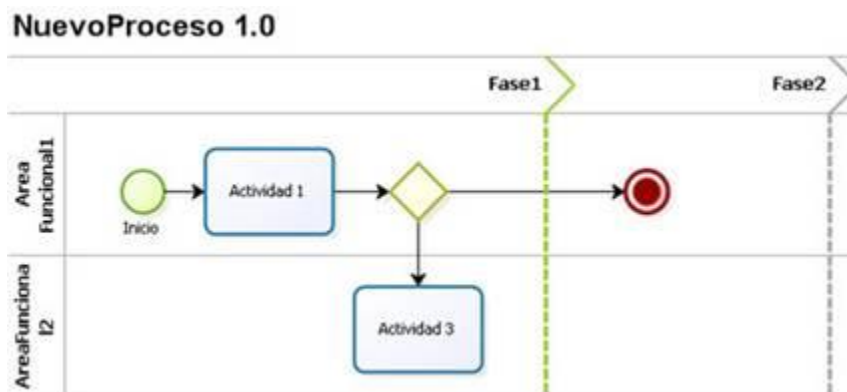 NuevoProceso 1.0
Fase1
Fase2
Area
Funcional1
Inicio
Actividad 1
AreaFunciona
l2
Actividad 3